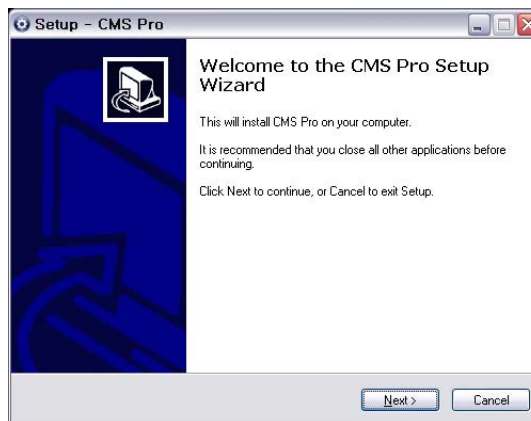 Setup - CMS Pro
Welcome to the CMS Pro Setup
Wizard
This will install CMS Pro on your computer.
It is recommended that you close all other applications before
continuing.
Click Next to continue, or Cancel to exit Setup.
Next >
Cancel